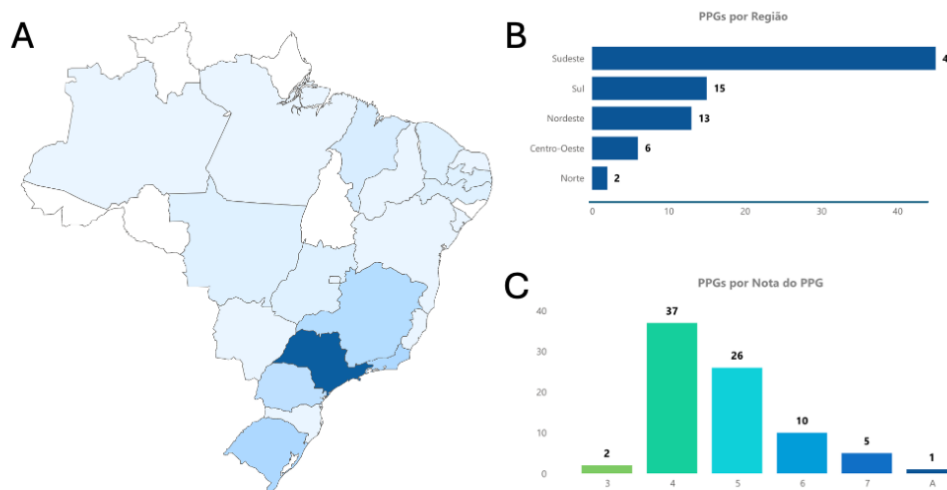 A
B
PPGs por Região
Sudeste 4
Sul 15
Nordeste 13
Centro-Oeste 6
Norte 2
0 10 20 30 40
C
PPGs por Nota do PPG
40
37
30
26
20
10
10
5
2
1
0
3 4 5 6 7 A